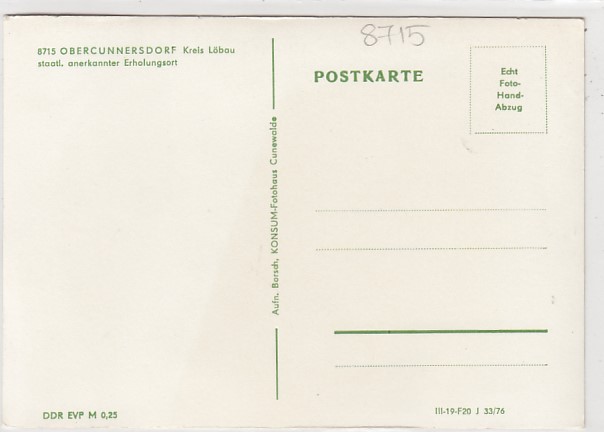 8715 OBERCUNNERSDORF Kreis Löbau
staatl. anerkannter Erholungsort
8715
POSTKARTE
Echt
Foto-
Hand-
Abzug
Aufn. Borsch, KONSUM-Fotohaus Cunewalde
DDR EVP M 0,25
III-19-F20 J 33/76